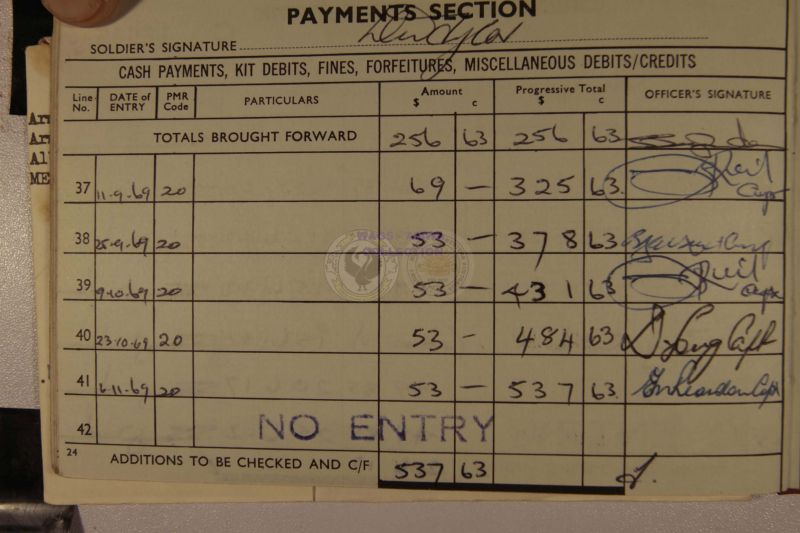 PAYMENTS SECTION
SOLDIER'S SIGNATURE
CASH PAYMENTS, KIT DEBITS, FINES, FORFEITURES, MISCELLANEOUS DEBITS/CREDITS
Line No. DATE of ENTRY PMR Code PARTICULARS Amount $ c Progressive Total $ c OFFICER'S SIGNATURE
TOTALS BROUGHT FORWARD 256 63 256 63
37 11.9.69 20 69 — 325 63.
38 25.9.69 20 53 — 378 63
39 9.10.69 20 53 — 431 63
40 23.10.69 20 53 - 484 63 Capt
41 6.11.69 20 53 — 537 63. Capt
42 NO ENTRY
24 ADDITIONS TO BE CHECKED AND C/F 537 63